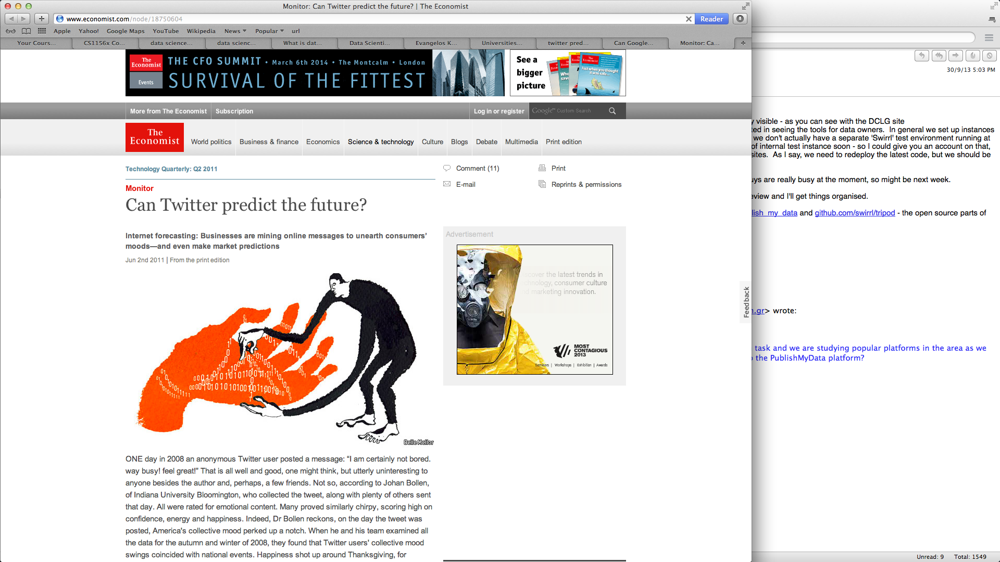 Monitor: Can Twitter predict the future? | The Economist
www.economist.com/node/18750604
Reader
Apple Yahoo! Google Maps YouTube Wikipedia News Popular url
Your Cours... CS1156x Co... data science... data scienc... What is dat... Data Scienti... Evangelos K... Universities... twitter pred... Can Google... Monitor: Ca...
The Economist
Events
THE CFO SUMMIT • March 6th 2014 • The Montcalm • London
SURVIVAL OF THE FITTEST
See a
bigger
picture
Just when you thought
it was safe...
More from The Economist Subscription
Log in or register
Google™ Custom Search
The
Economist
World politics Business & finance Economics Science & technology Culture Blogs Debate Multimedia Print edition
Technology Quarterly: Q2 2011
Comment (11)
Print
E-mail
Reprints & permissions
Monitor
Can Twitter predict the future?
Internet forecasting: Businesses are mining online messages to unearth consumers’
moods—and even make market predictions
Jun 2nd 2011 | From the print edition
Belle Mellor
ONE day in 2008 an anonymous Twitter user posted a message: “I am certainly not bored.
way busy! feel great!” That is all well and good, one might think, but utterly uninteresting to
anyone besides the author and, perhaps, a few friends. Not so, according to Johan Bollen,
of Indiana University Bloomington, who collected the tweet, along with plenty of others sent
that day. All were rated for emotional content. Many proved similarly chirpy, scoring high on
confidence, energy and happiness. Indeed, Dr Bollen reckons, on the day the tweet was
posted, America's collective mood perked up a notch. When he and his team examined all
the data for the autumn and winter of 2008, they found that Twitter users' collective mood
swings coincided with national events. Happiness shot up around Thanksgiving, for
Advertisement
the latest trends in
consumer culture
marketing innovation.
MOST
CONTAGIOUS
2013
Seminars | Workshops | Exhibition | Awards
Feedback
30/9/13 5:03 PM
visible - as you can see with the DCLG site
in seeing the tools for data owners. In general we set up instances
we don't actually have a separate 'Swirrl' test environment running at
of internal test instance soon - so I could give you an account on that,
sites. As I say, we need to redeploy the latest code, but we should be
are really busy at the moment, so might be next week.
and I'll get things organised.
_my_data and github.com/swirrl/tripod - the open source parts of
.gr> wrote:
task and we are studying popular platforms in the area as we
the PublishMyData platform?
Unread: 9 Total: 1549